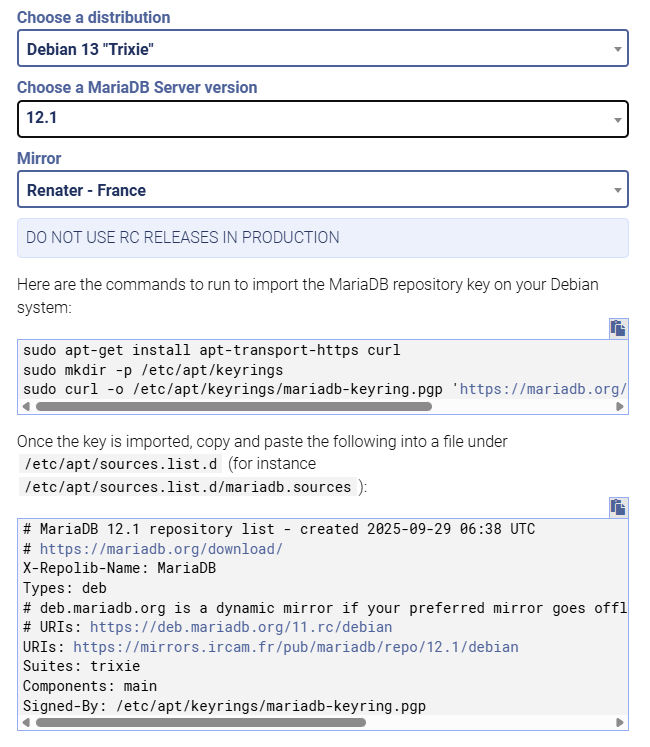 Choose a distribution
Debian 13 "Trixie"
Choose a MariaDB Server version
12.1
Mirror
Renater - France
DO NOT USE RC RELEASES IN PRODUCTION
Here are the commands to run to import the MariaDB repository key on your Debian
system:
sudo apt-get install apt-transport-https curl
sudo mkdir -p /etc/apt/keyrings
sudo curl -o /etc/apt/keyrings/mariadb-keyring.pgp 'https://mariadb.org/
Once the key is imported, copy and paste the following into a file under
/etc/apt/sources.list.d (for instance
/etc/apt/sources.list.d/mariadb.sources ):
# MariaDB 12.1 repository list - created 2025-09-29 06:38 UTC
# https://mariadb.org/download/
X-Repolib-Name: MariaDB
Types: deb
# deb.mariadb.org is a dynamic mirror if your preferred mirror goes offl
# URIs: https://deb.mariadb.org/11.rc/debian
URIs: https://mirrors.ircam.fr/pub/mariadb/repo/12.1/debian
Suites: trixie
Components: main
Signed-By: /etc/apt/keyrings/mariadb-keyring.pgp